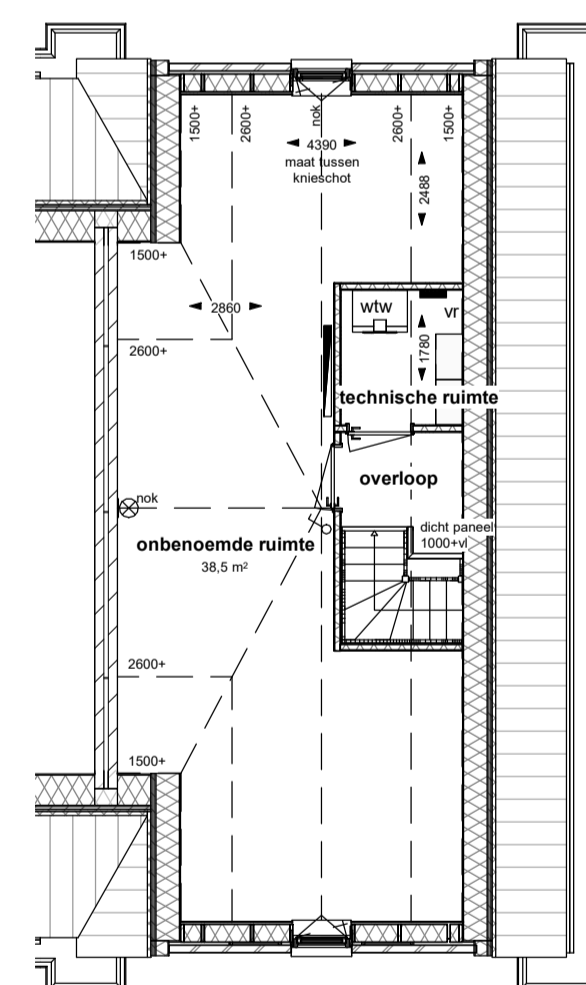 1500+
2600+
nok
2600+
1500+
4390
maat tussen
knieschot
2488
1500+
2860
wtw
vr
1780
2600+
technische ruimte
overloop
nok
dicht paneel
1000+vl
onbenoemde ruimte
38,5 m²
2600+
1500+